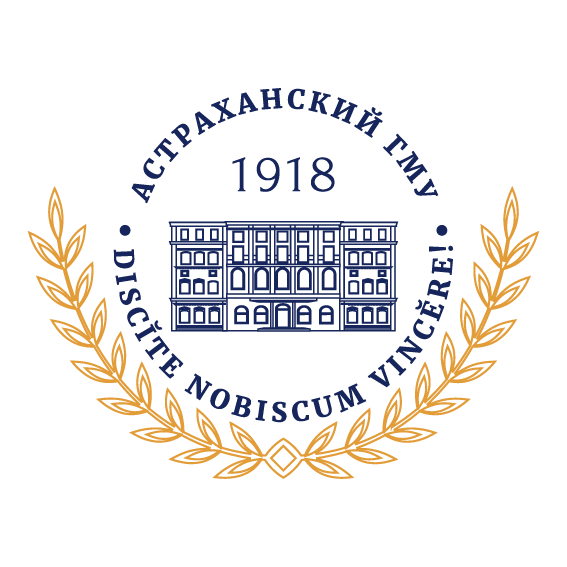 АСТРАХАНСКИЙ ГМУ
1918
• DISCĬTE NOBISCUM VINCĔRE! •